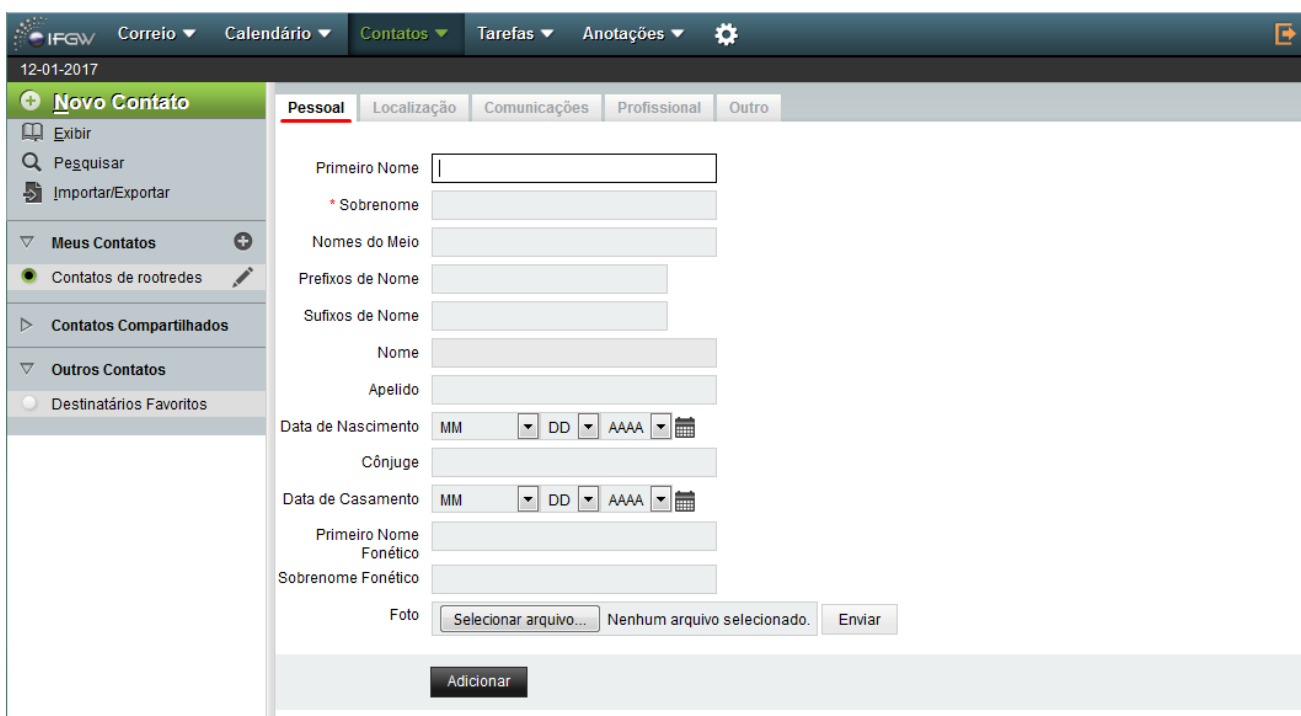 IFGW Correio Calendário Contatos Tarefas Anotações
12-01-2017
Novo Contato
Exibir
Pesquisar
Importar/Exportar
Meus Contatos
Contatos de rootredes
Contatos Compartilhados
Outros Contatos
Destinatários Favoritos
Pessoal Localização Comunicações Profissional Outro
Primeiro Nome
* Sobrenome
Nomes do Meio
Prefixos de Nome
Sufixos de Nome
Nome
Apelido
Data de Nascimento MM DD AAAA
Cônjuge
Data de Casamento MM DD AAAA
Primeiro Nome
Fonético
Sobrenome Fonético
Foto Selecionar arquivo... Nenhum arquivo selecionado. Enviar
Adicionar